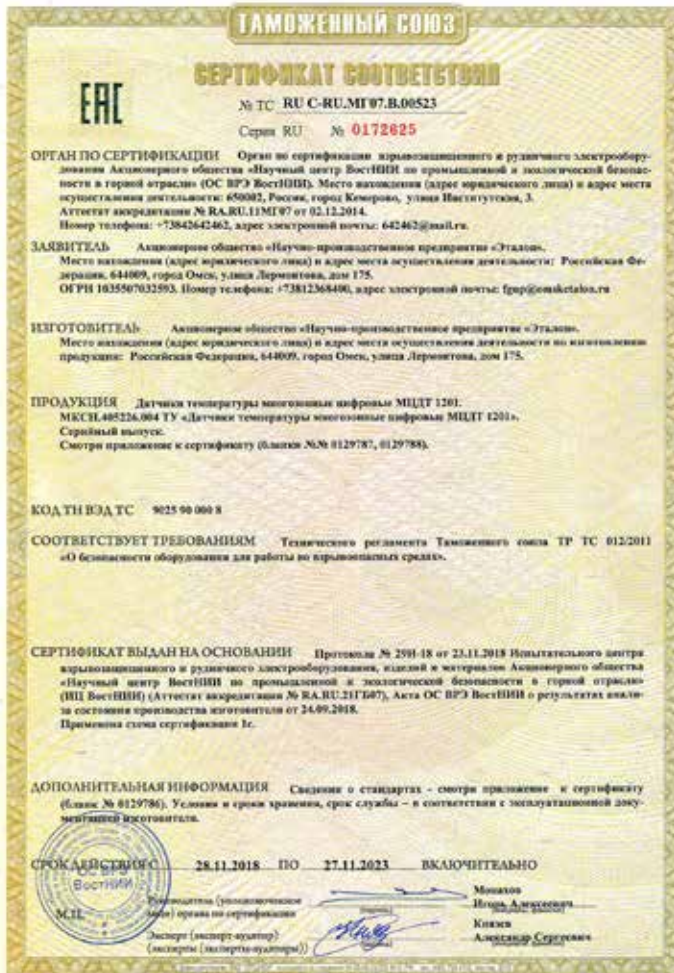 ТАМОЖЕННЫЙ СОЮЗ
СЕРТИФИКАТ СООТВЕТСТВИЯ
ЕАС
№ ТС RU C-RU.МГ07.В.00523
Серия RU № 0172625
ОРГАН ПО СЕРТИФИКАЦИИ Орган по сертификации взрывозащищенного и рудничного электрообору-
дования Акционерного общества «Научный центр ВостНИИ по промышленной и экологической безопас-
ности в горной отрасли» (ОС ВРЭ ВостНИИ). Место нахождения (адрес юридического лица) и адрес места
осуществления деятельности: 650002, Россия, город Кемерово, улица Институтская, 3.
Аттестат аккредитации № RA.RU.11МГ07 от 02.12.2014.
Номер телефона: +73842642462, адрес электронной почты: 642462@mail.ru.
ЗАЯВИТЕЛЬ Акционерное общество «Научно-производственное предприятие «Эталон».
Место нахождения (адрес юридического лица) и адрес места осуществления деятельности: Российская Фе-
дерация, 644009, город Омск, улица Лермонтова, дом 175.
ОГРН 1035507032593. Номер телефона: +73812368400, адрес электронной почты: fgup@omsketalon.ru
ИЗГОТОВИТЕЛЬ Акционерное общество «Научно-производственное предприятие «Эталон».
Место нахождения (адрес юридического лица) и адрес места осуществления деятельности по изготовлению
продукции: Российская Федерация, 644009, город Омск, улица Лермонтова, дом 175.
ПРОДУКЦИЯ Датчики температуры многозонные цифровые МЦДТ 1201.
МКСН.405226.004 ТУ «Датчики температуры многозонные цифровые МЦДТ 1201».
Серийный выпуск.
Смотри приложение к сертификату (бланки №№ 0129787, 0129788).
КОД ТН ВЭД ТС 9025 90 000 8
СООТВЕТСТВУЕТ ТРЕБОВАНИЯМ Технического регламента Таможенного союза ТР ТС 012/2011
«О безопасности оборудования для работы во взрывоопасных средах».
СЕРТИФИКАТ ВЫДАН НА ОСНОВАНИИ Протокола № 259И-18 от 23.11.2018 Испытательного центра
взрывозащищенного и рудничного электрооборудования, изделий и материалов Акционерного общества
«Научный центр ВостНИИ по промышленной и экологической безопасности в горной отрасли»
(ИЦ ВостНИИ) (Аттестат аккредитации № RA.RU.21ГБ07), Акта ОС ВРЭ ВостНИИ о результатах анали-
за состояния производства изготовителя от 24.09.2018.
Применена схема сертификации 1с.
ДОПОЛНИТЕЛЬНАЯ ИНФОРМАЦИЯ Сведения о стандартах - смотри приложение к сертификату
(бланк № 0129786). Условия и сроки хранения, срок службы – в соответствии с эксплуатационной доку-
ментацией изготовителя.
СРОК ДЕЙСТВИЯ С 28.11.2018 ПО 27.11.2023 ВКЛЮЧИТЕЛЬНО
ОС ВРЭ
ВостНИИ
М.П.
Руководитель (уполномоченное
лицо) органа по сертификации
Монахов
Игорь Алексеевич
Эксперт (эксперт-аудитор)
(эксперты (эксперты-аудиторы))
Князев
Александр Сергеевич